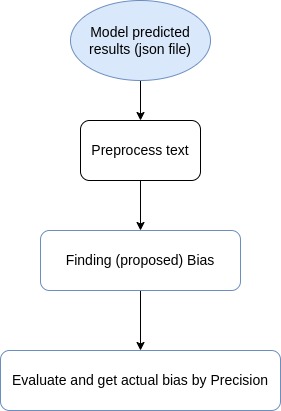 Model predicted
results (json file)
Preprocess text
Finding (proposed) Bias
Evaluate and get actual bias by Precision